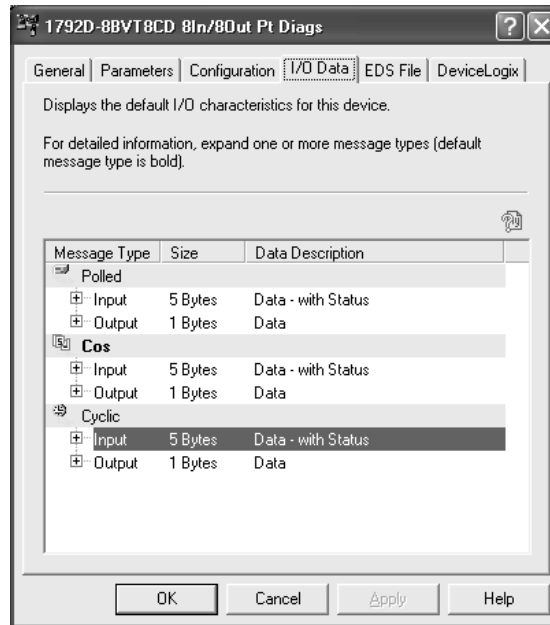 1792D-8BVT8CD 8In/8Out Pt Diags
General Parameters Configuration I/O Data EDS File DeviceLogix
Displays the default I/O characteristics for this device.
For detailed information, expand one or more message types (default
message type is bold).
Message Type Size Data Description
Polled
Input 5 Bytes Data - with Status
Output 1 Bytes Data
Cos
Input 5 Bytes Data - with Status
Output 1 Bytes Data
Cyclic
Input 5 Bytes Data - with Status
Output 1 Bytes Data
OK Cancel Apply Help